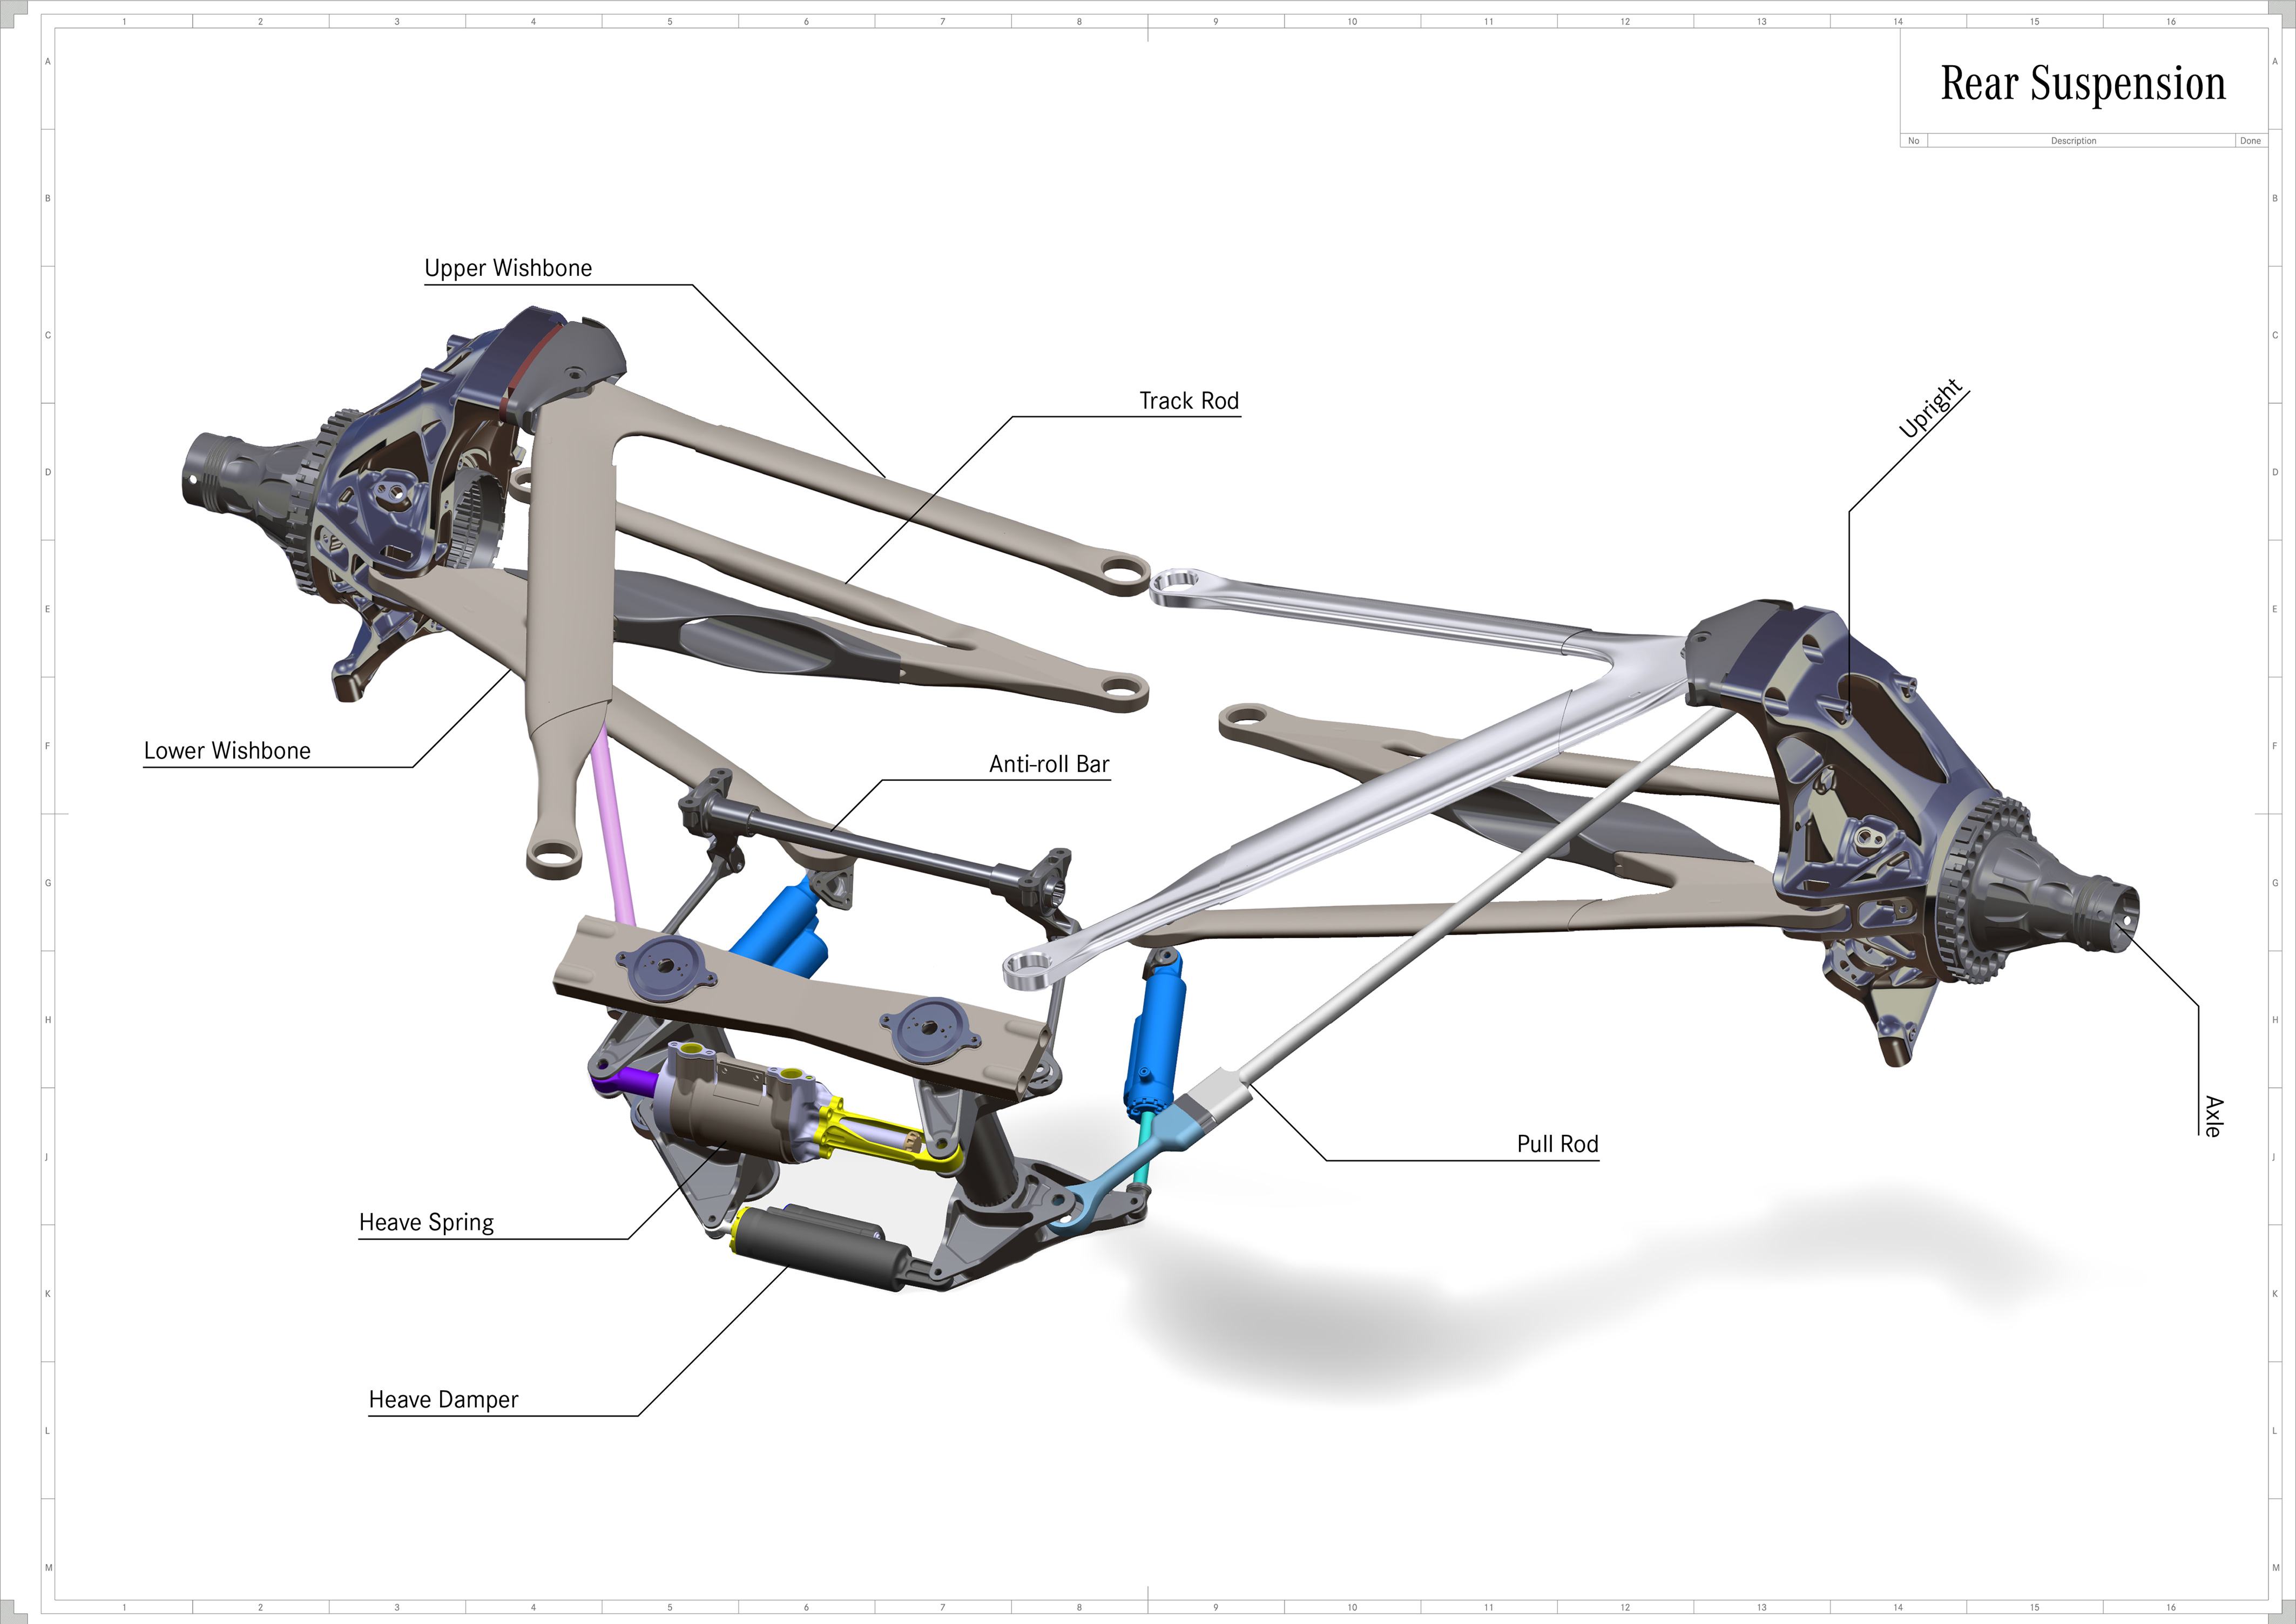 1 2 3 4 5 6 7 8 9 10 11 12 13 14 15 16
A A
Rear Suspension
No Description Done
B B
Upper Wishbone
C C
Track Rod
Upright
D D
E E
Lower Wishbone
F F
Anti-roll Bar
G G
H H
Axle
Pull Rod
J J
Heave Spring
K K
Heave Damper
L L
M M
1 2 3 4 5 6 7 8 9 10 11 12 13 14 15 16